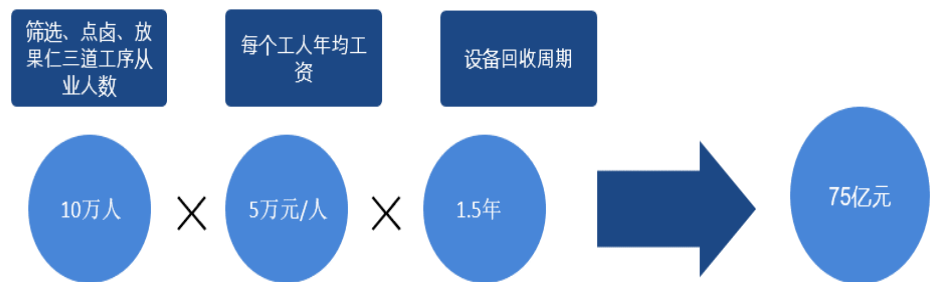 筛选、点卤、放
果仁三道工序从
业人数
每个工人年均工
资
设备回收周期
10万人
×
5万元/人
×
1.5年
75亿元